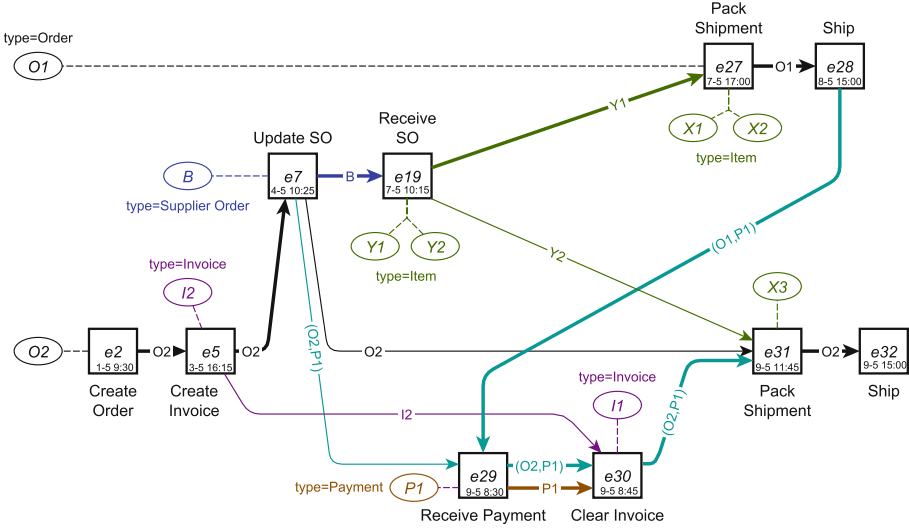 Pack
Shipment
Ship
type=Order
O1
e27
7-5 17:00
O1
e28
8-5 15:00
Y1
X1
X2
type=Item
Update SO
Receive
SO
B
e7
4-5 10:25
B
e19
7-5 10:15
type=Supplier Order
Y1
Y2
type=Item
(O1,P1)
Y2
type=Invoice
I2
X3
O2
e2
1-5 9:30
O2
e5
3-5 16:15
O2
(O2,P1)
O2
e31
9-5 11:45
O2
e32
9-5 15:00
Create
Order
Create
Invoice
Pack
Shipment
Ship
type=Invoice
I1
I2
(O2,P1)
type=Payment
P1
e29
9-5 8:30
(O2,P1)
P1
e30
9-5 8:45
Receive Payment
Clear Invoice